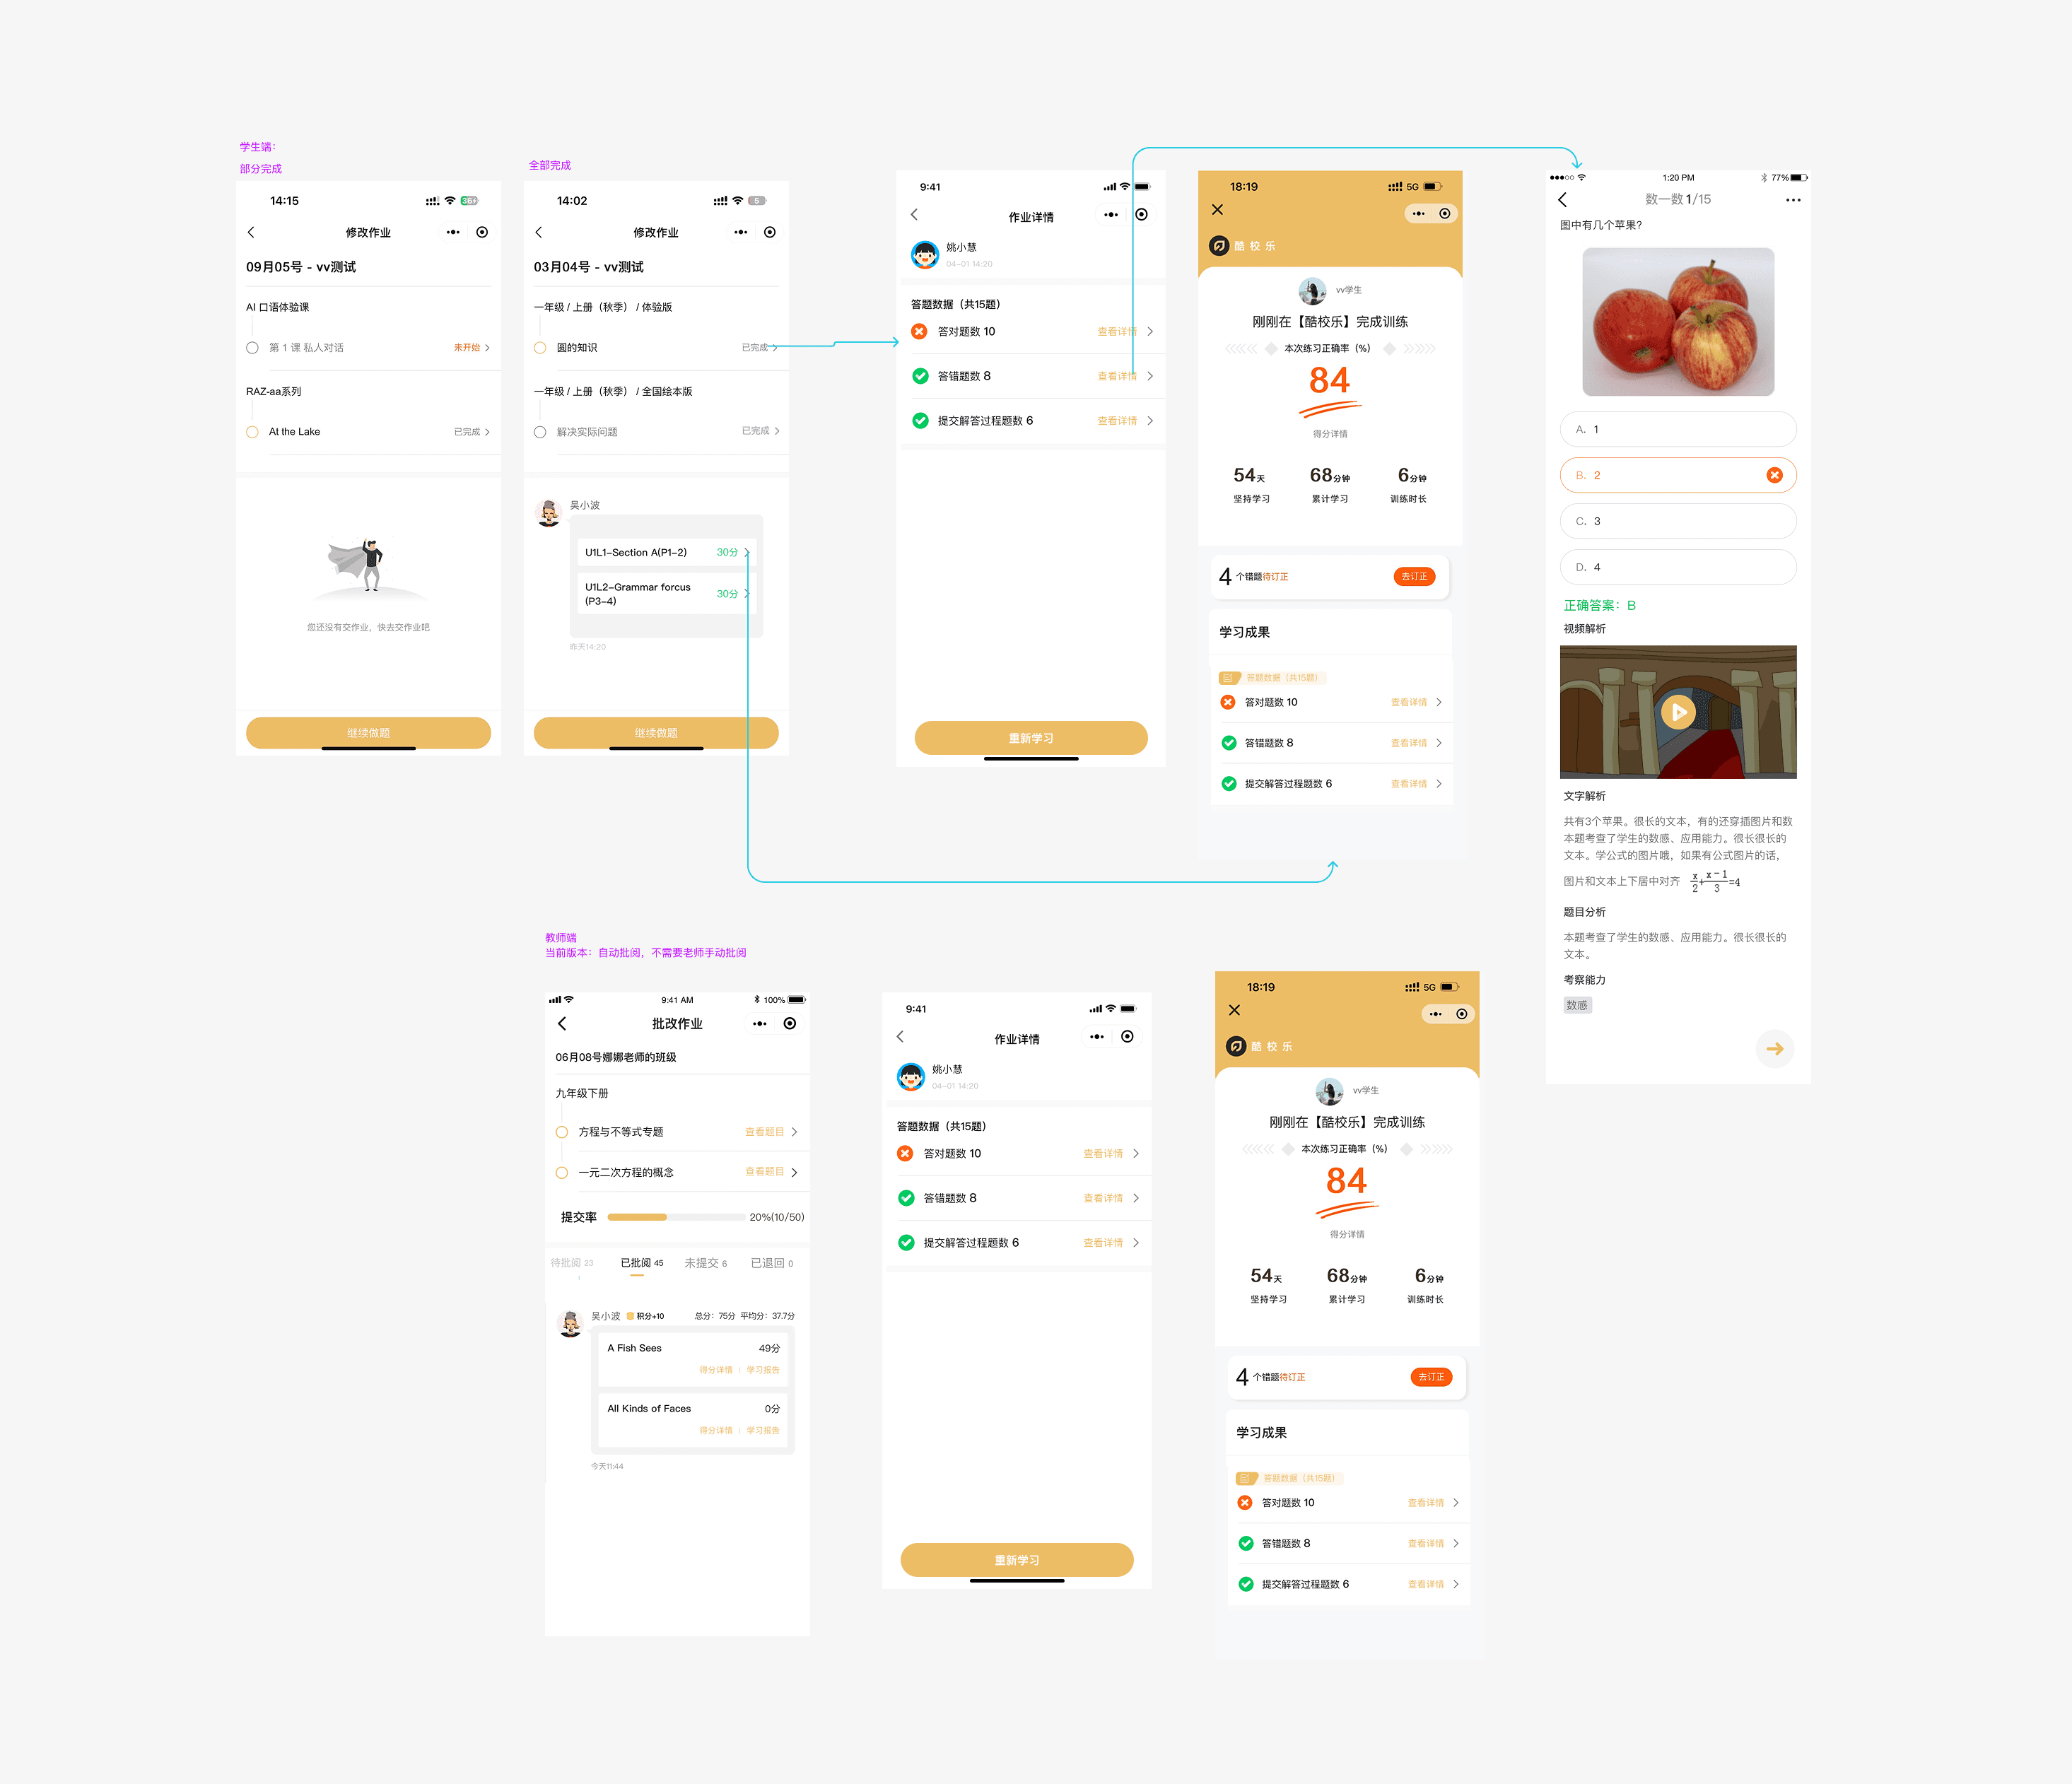 学生端：
部分完成
14:15
36+
修改作业
09月05号 - vv测试
AI 口语体验课
第 1 课 私人对话
未开始
RAZ-aa系列
At the Lake
已完成
您还没有交作业，快去交作业吧
继续做题
全部完成
14:02
5
修改作业
03月04号 - vv测试
一年级 / 上册（秋季） / 体验版
圆的知识
已完成
一年级 / 上册（秋季） / 全国绘本版
解决实际问题
已完成
吴小波
U1L1-Section A(P1-2)
30分
U1L2-Grammar forcus
(P3-4)
30分
昨天14:20
继续做题
9:41
作业详情
姚小慧
04-01 14:20
答题数据（共15题）
答对题数 10
查看详情
答错题数 8
查看详情
提交解答过程题数 6
查看详情
重新学习
18:19
5G
酷校乐
vv学生
刚刚在【酷校乐】完成训练
本次练习正确率（%）
84
得分详情
54天
68分钟
6分钟
坚持学习
累计学习
训练时长
4 个错题待订正
去订正
学习成果
答题数据（共15题）
答对题数 10
查看详情
答错题数 8
查看详情
提交解答过程题数 6
查看详情
1:20 PM
77%
数一数 1/15
图中有几个苹果?
A. 1
B. 2
C. 3
D. 4
正确答案：B
视频解析
文字解析
共有3个苹果。很长的文本，有的还穿插图片和数
本题考查了学生的数感、应用能力。很长很长的
文本。学公式的图片哦，如果有公式图片的话，
图片和文本上下居中对齐 x/2+(x-1)/3=4
题目分析
本题考查了学生的数感、应用能力。很长很长的
文本。
考察能力
数感
教师端
当前版本：自动批阅，不需要老师手动批阅
9:41 AM
100%
批改作业
06月08号娜娜老师的班级
九年级下册
方程与不等式专题
查看题目
一元二次方程的概念
查看题目
提交率
20%(10/50)
待批阅 23
已批阅 45
未提交 6
已退回 0
吴小波
积分+10
总分：75分 平均分：37.7分
A Fish Sees
49分
得分详情
学习报告
All Kinds of Faces
0分
得分详情
学习报告
今天11:44
9:41
作业详情
姚小慧
04-01 14:20
答题数据（共15题）
答对题数 10
查看详情
答错题数 8
查看详情
提交解答过程题数 6
查看详情
重新学习
18:19
5G
酷校乐
vv学生
刚刚在【酷校乐】完成训练
本次练习正确率（%）
84
得分详情
54天
68分钟
6分钟
坚持学习
累计学习
训练时长
4 个错题待订正
去订正
学习成果
答题数据（共15题）
答对题数 10
查看详情
答错题数 8
查看详情
提交解答过程题数 6
查看详情